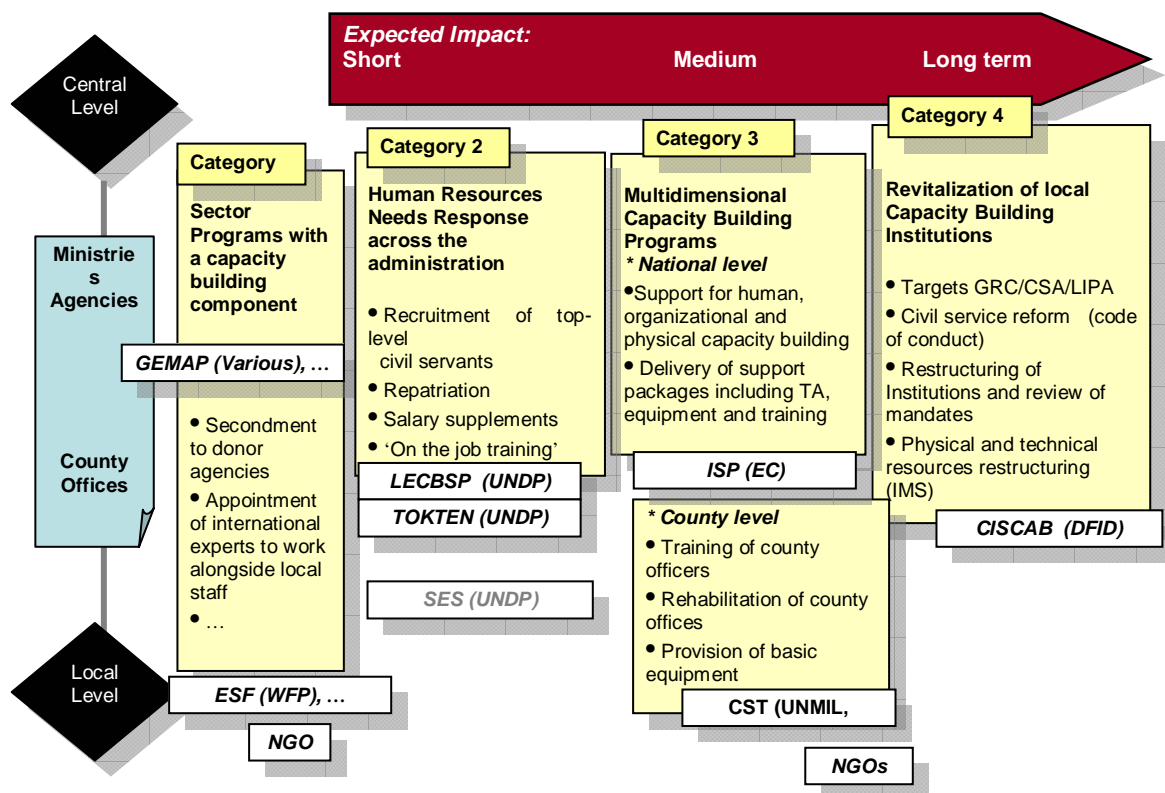 Expected Impact:
Short Medium Long term
Central
Level
Ministrie
s
Agencies
County
Offices
Local
Level
Category
Sector
Programs with
a capacity
building
component
GEMAP (Various), …
• Secondment
to donor
agencies
• Appointment
of international
experts to work
alongside local
staff
• …
ESF (WFP), …
NGO
Category 2
Human Resources
Needs Response
across the
administration
• Recruitment of top-
level
civil servants
• Repatriation
• Salary supplements
• ‘On the job training’
LECBSP (UNDP)
TOKTEN (UNDP)
SES (UNDP)
Category 3
Multidimensional
Capacity Building
Programs
* National level
•Support for human,
organizational and
physical capacity building
• Delivery of support
packages including TA,
equipment and training
ISP (EC)
* County level
• Training of county
officers
• Rehabilitation of county
offices
• Provision of basic
equipment
CST (UNMIL,
NGOs
Category 4
Revitalization of local
Capacity Building
Institutions
• Targets GRC/CSA/LIPA
• Civil service reform (code
of conduct)
• Restructuring of
Institutions and review of
mandates
• Physical and technical
resources restructuring
(IMS)
CISCAB (DFID)